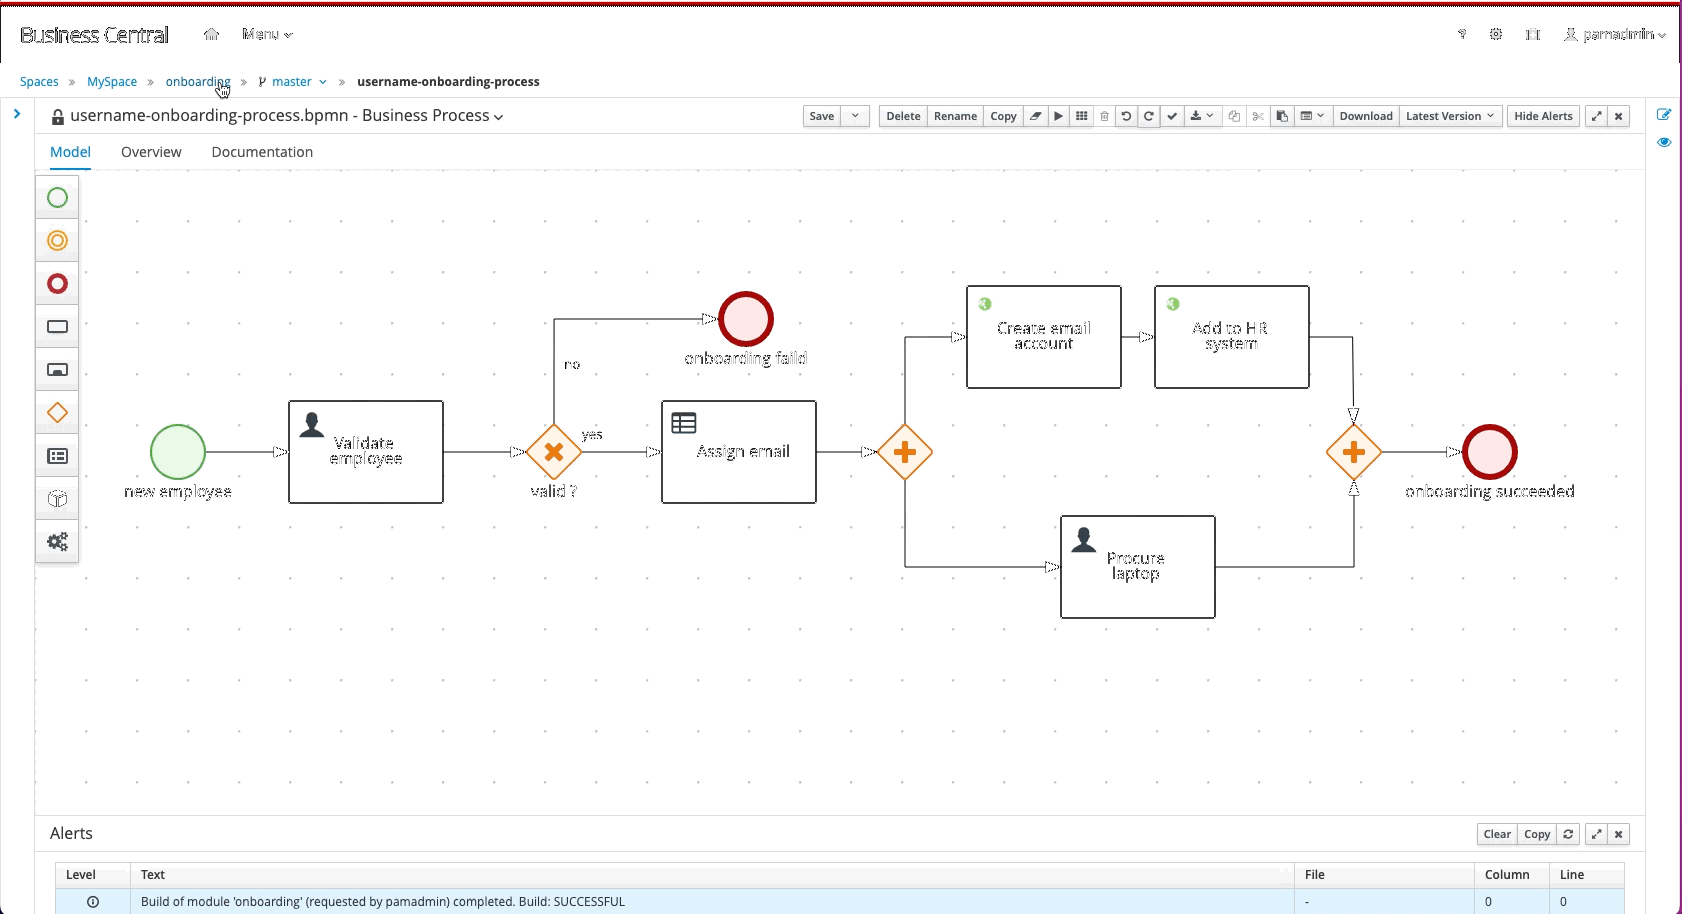 Business Central Menu ? pamadmin
Spaces » MySpace » onboarding » master » username-onboarding-process
username-onboarding-process.bpmn - Business Process
Save Delete Rename Copy Download Latest Version Hide Alerts
Model Overview Documentation
new employee
Validate
employee
valid ?
no
yes
onboarding faild
Assign email
Create email
account
Add to HR
system
Procure
laptop
onboarding succeeded
Alerts
Clear Copy
Level Text File Column Line
Build of module 'onboarding' (requested by pamadmin) completed. Build: SUCCESSFUL - 0 0